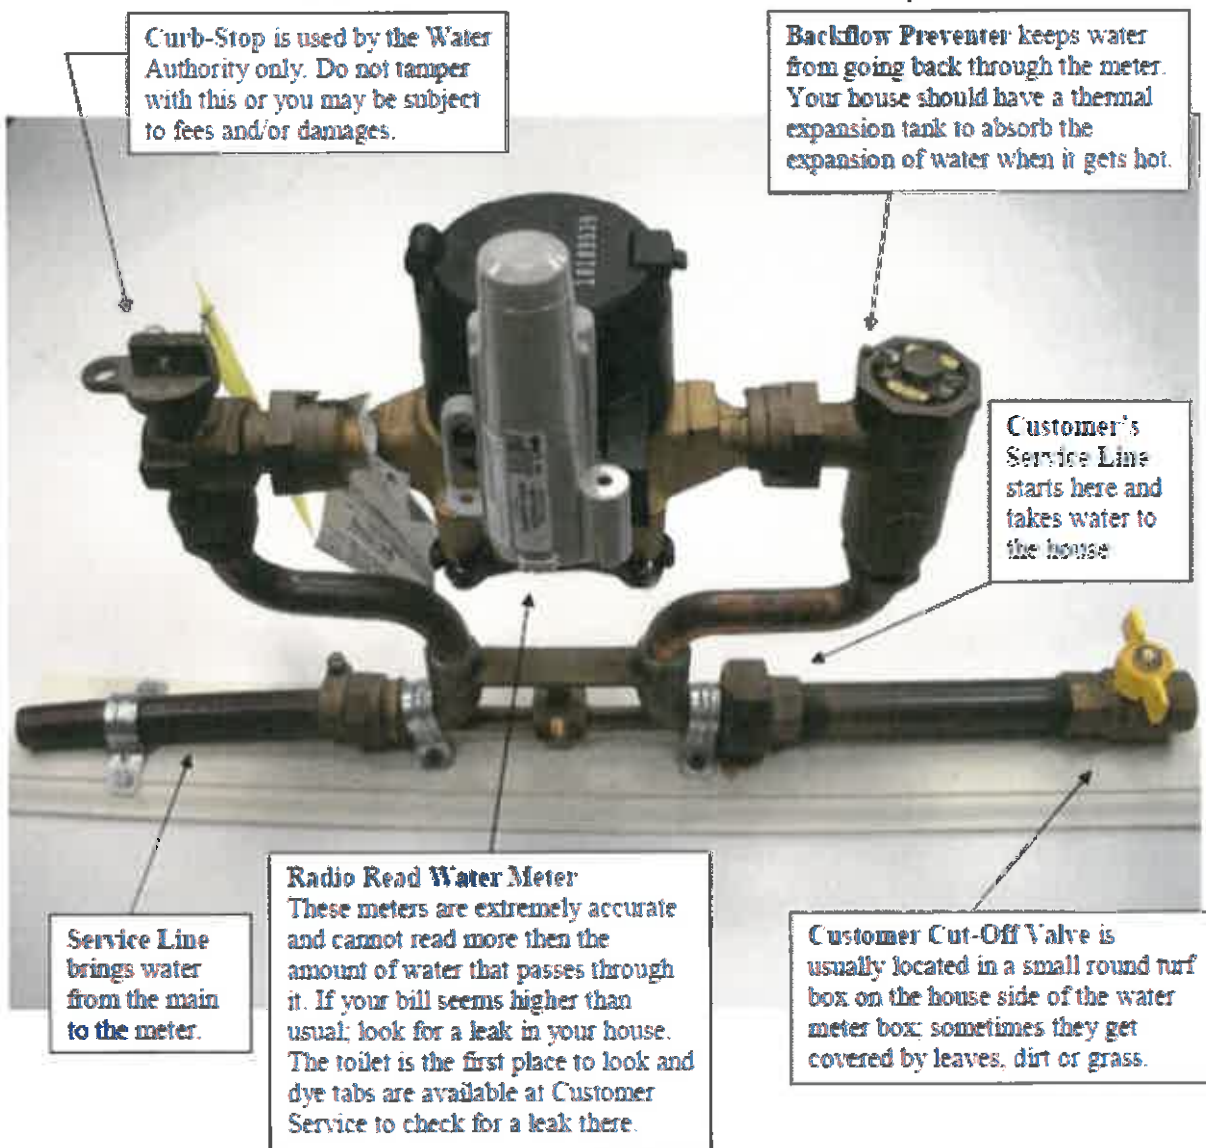 Curb-Stop is used by the Water
Authority only. Do not tamper
with this or you may be subject
to fees and/or damages.
Backflow Preventer keeps water
from going back through the meter.
Your house should have a thermal
expansion tank to absorb the
expansion of water when it gets hot.
Customer's
Service Line
starts here and
takes water to
the house
Service Line
brings water
from the main
to the meter.
Radio Read Water Meter
These meters are extremely accurate
and cannot read more then the
amount of water that passes through
it. If your bill seems higher than
usual; look for a leak in your house.
The toilet is the first place to look and
dye tabs are available at Customer
Service to check for a leak there.
Customer Cut-Off Valve is
usually located in a small round turf
box on the house side of the water
meter box; sometimes they get
covered by leaves, dirt or grass.